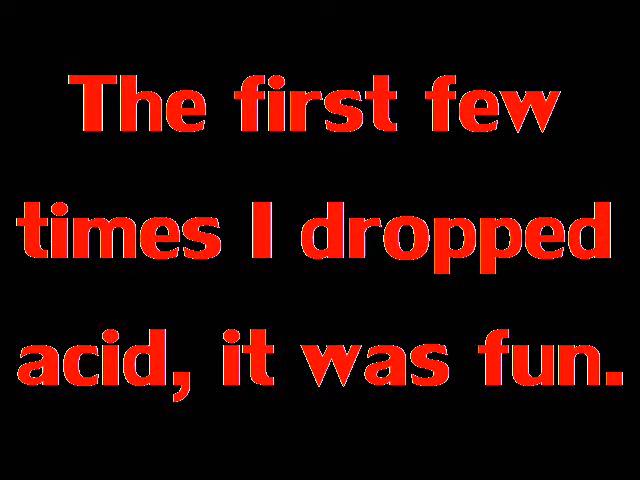 The first few
times I dropped
acid, it was fun.